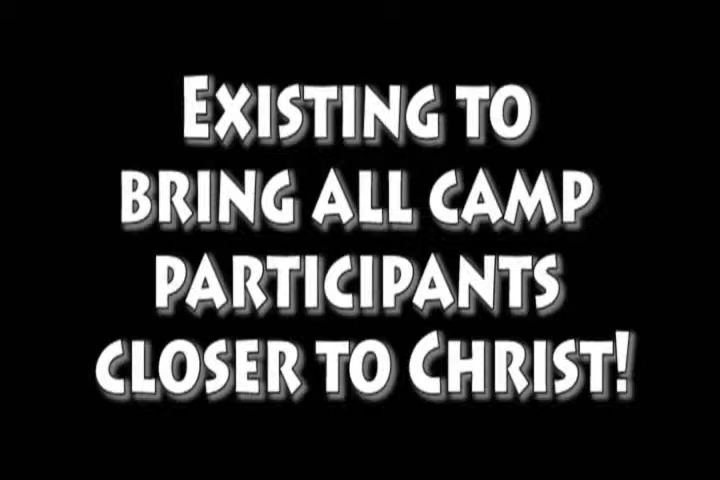 Existing to
bring all camp
participants
closer to Christ!